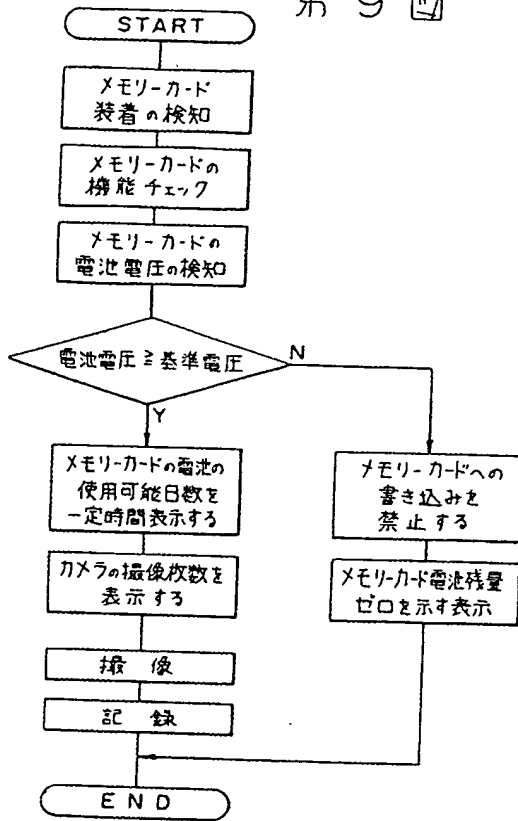 第9図
START
メモリーカード
装着の検知
メモリーカードの
機能チェック
メモリーカードの
電池電圧の検知
電池電圧≧基準電圧
N
Y
メモリーカードの電池の
使用可能日数を
一定時間表示する
カメラの撮像枚数を
表示する
撮像
記録
メモリーカードへの
書き込みを
禁止する
メモリーカード電池残量
ゼロを示す表示
END